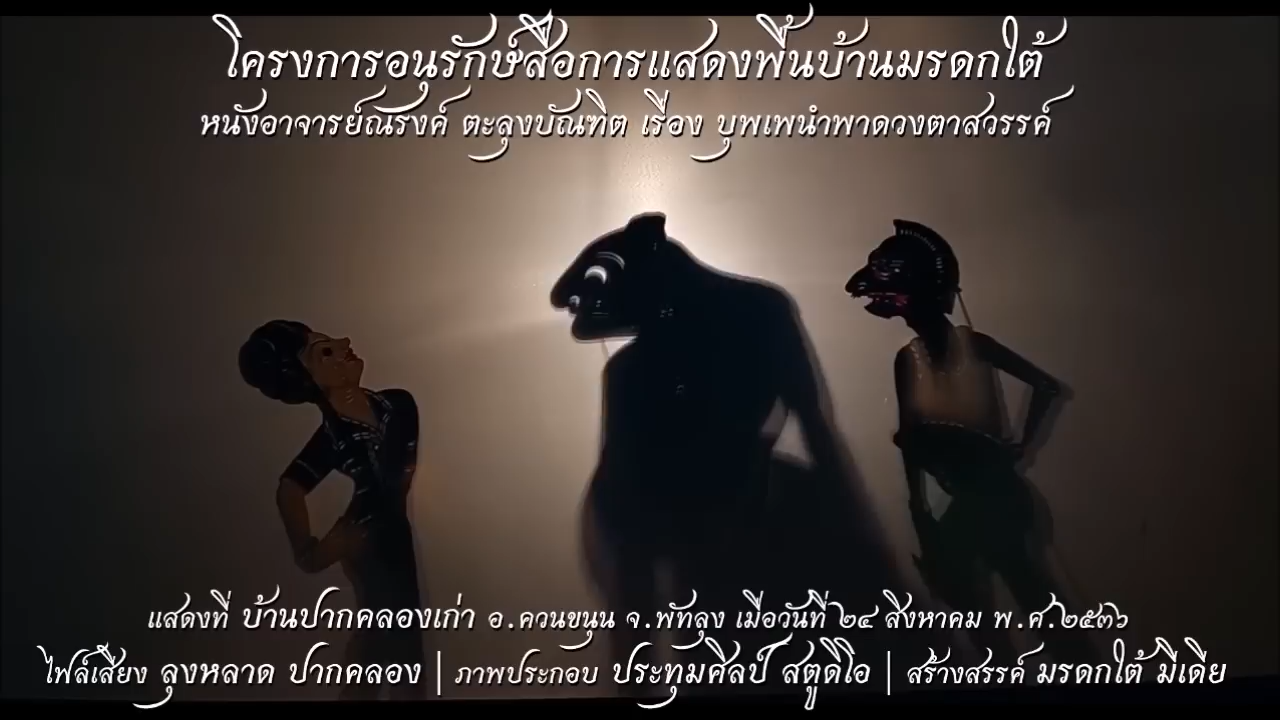 โครงการอนุรักษ์สื่อการแสดงพื้นบ้านมรดกใต้
หนังอาจารย์ณรงค์ ตะลุงบัณฑิต เรื่อง บุพเพนำพาดวงตาสวรรค์
แสดงที่ บ้านปากคลองเก่า อ.ควนขนุน จ.พัทลุง เมื่อวันที่ ๒๔ สิงหาคม พ.ศ.๒๕๓๖
ไฟล์เสียง ลุงหลาด ปากคลอง | ภาพประกอบ ประทุมศิลป์ สตูดิโอ | สร้างสรรค์ มรดกใต้ มีเดีย